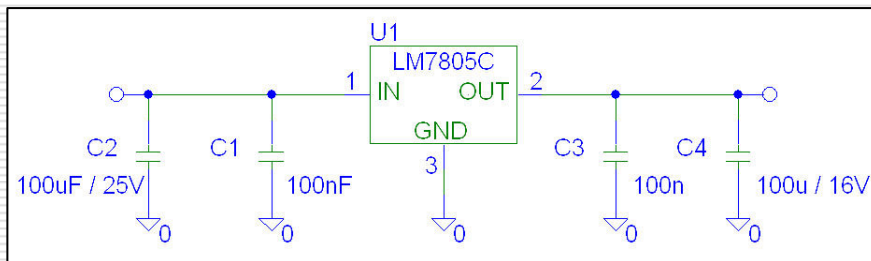 U1
LM7805C
1 IN OUT 2
GND
3
C2 C1 C3 C4
100uF / 25V 100nF 100n 100u / 16V
0 0 0 0 0